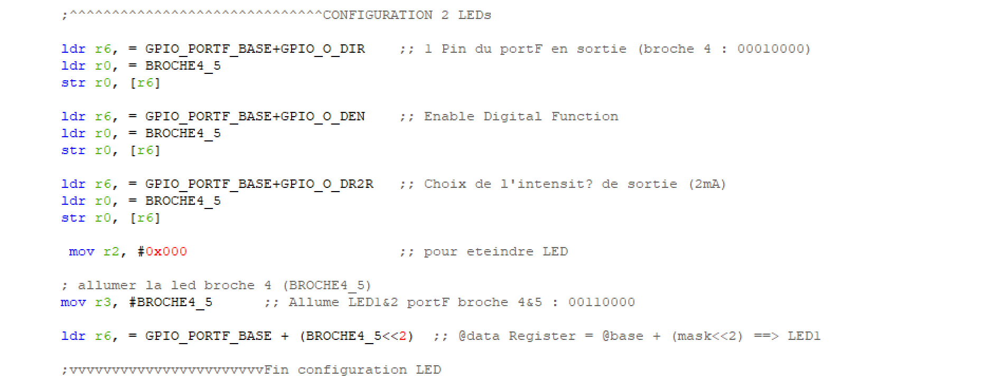 ;^^^^^^^^^^^^^^^^^^^^^^^^^^^^^^CONFIGURATION 2 LEDs
ldr r6, = GPIO_PORTF_BASE+GPIO_O_DIR    ;; 1 Pin du portF en sortie (broche 4 : 00010000)
ldr r0, = BROCHE4_5
str r0, [r6]
ldr r6, = GPIO_PORTF_BASE+GPIO_O_DEN    ;; Enable Digital Function
ldr r0, = BROCHE4_5
str r0, [r6]
ldr r6, = GPIO_PORTF_BASE+GPIO_O_DR2R   ;; Choix de l'intensit? de sortie (2mA)
ldr r0, = BROCHE4_5
str r0, [r6]
mov r2, #0x000                         ;; pour eteindre LED
; allumer la led broche 4 (BROCHE4_5)
mov r3, #BROCHE4_5      ;; Allume LED1&2 portF broche 4&5 : 00110000
ldr r6, = GPIO_PORTF_BASE + (BROCHE4_5<<2)  ;; @data Register = @base + (mask<<2) ==> LED1
;vvvvvvvvvvvvvvvvvvvvvvvFin configuration LED